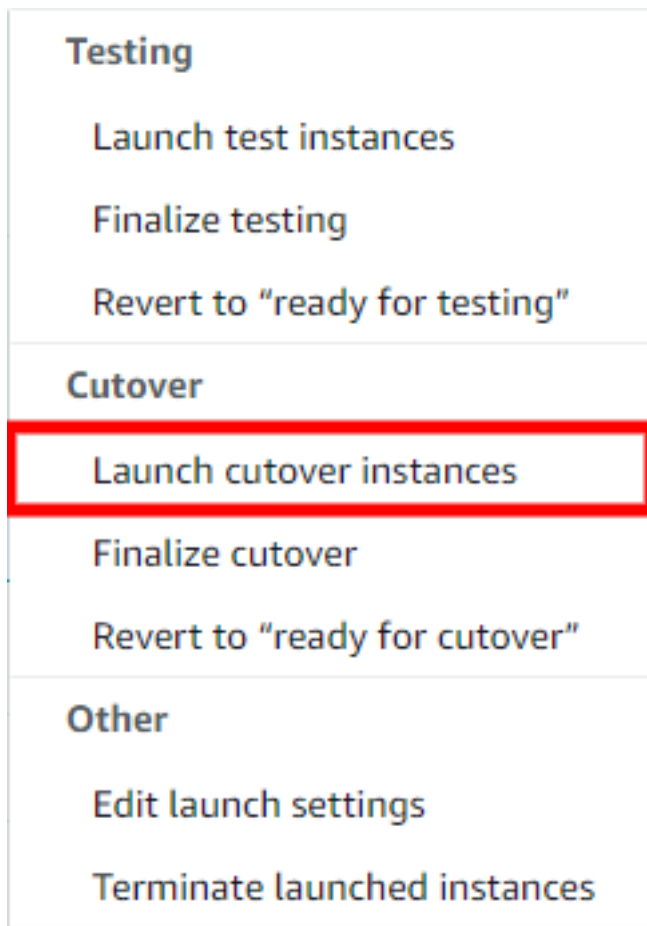 Testing
Launch test instances
Finalize testing
Revert to “ready for testing”
Cutover
Launch cutover instances
Finalize cutover
Revert to “ready for cutover”
Other
Edit launch settings
Terminate launched instances